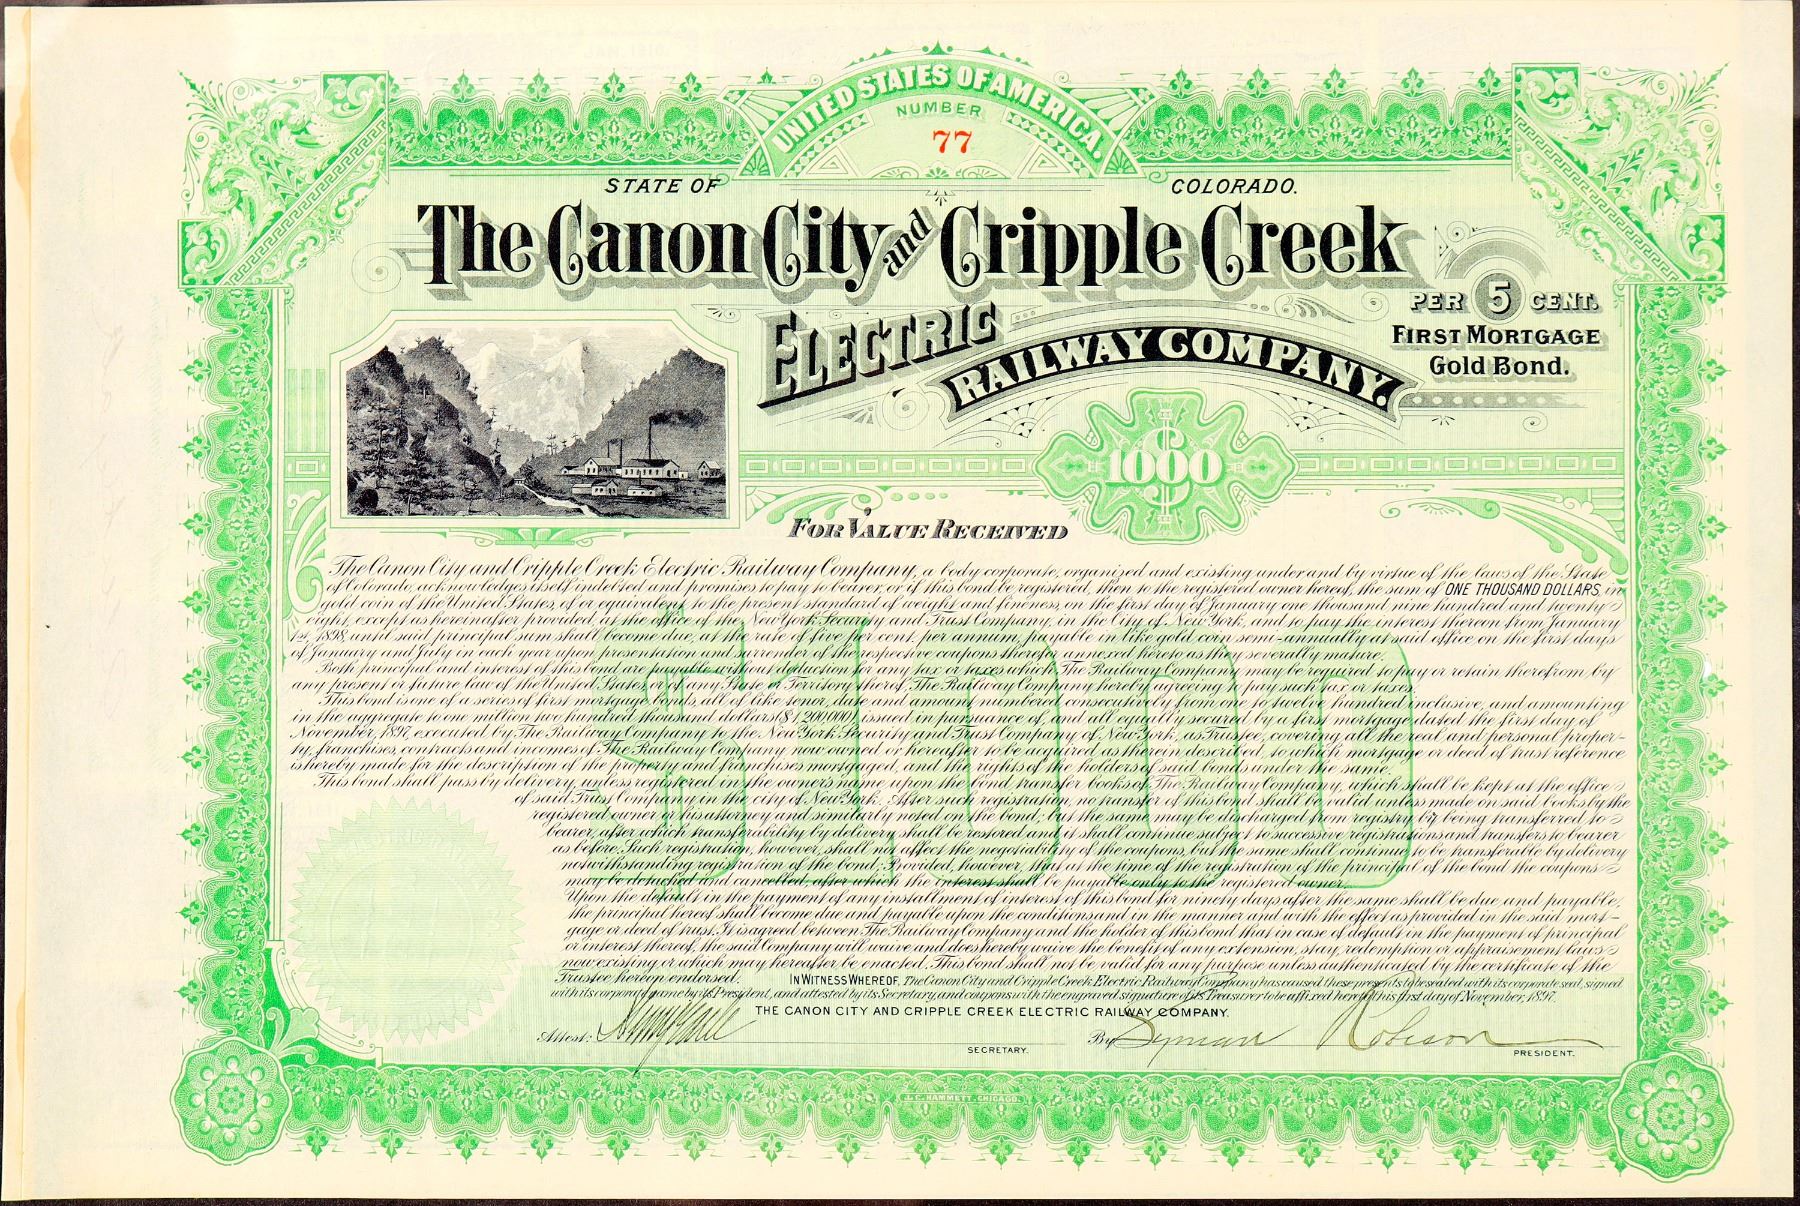 UNITED STATES OF AMERICA.
NUMBER
77
STATE OF COLORADO.
The Canon City and Cripple Creek
ELECTRIC RAILWAY COMPANY.
PER 5 CENT.
FIRST MORTGAGE
Gold Bond.
$1000
FOR VALUE RECEIVED
The Canon City and Cripple Creek Electric Railway Company, a body corporate, organized and existing under and by virtue of the laws of the State
of Colorado, acknowledges itself indebted and promises to pay to bearer, or if this bond be registered, then to the registered owner hereof, the sum of ONE THOUSAND DOLLARS, in
gold coin of the United States, of or equivalent to the present standard of weight and fineness, on the first day of January one thousand nine hundred and twenty
eight, except as hereinafter provided, at the office of the New York Security and Trust Company, in the City of New York, and to pay the interest thereon from January
1st, 1898, until said principal sum shall become due, at the rate of five per cent. per annum, payable in like gold coin semi-annually at said office on the first days
of January and July in each year upon presentation and surrender of the respective coupons therefor annexed hereto as they severally mature.
Both principal and interest of this bond are payable without deduction for any tax or taxes which The Railway Company may be required to pay or retain therefrom by
any present or future law of the United States, or of any State or Territory thereof, The Railway Company hereby agreeing to pay such tax or taxes.
This bond is one of a series of first mortgage bonds, all of like tenor, date and amount, numbered consecutively from one to twelve hundred inclusive, and amounting
in the aggregate to one million two hundred thousand dollars ($1,200,000), issued in pursuance of, and all equally secured by a first mortgage, dated the first day of
November, 1897, executed by The Railway Company to the New York Security and Trust Company of New York, as Trustee, covering all the real and personal proper-
ty, franchises, contracts and incomes of The Railway Company now owned or hereafter to be acquired as therein described, to which mortgage or deed of trust reference
is hereby made for the description of the property and franchises mortgaged, and the rights of the holders of said bonds under the same.
This bond shall pass by delivery, unless registered in the owner's name upon the bond transfer books of The Railway Company, which shall be kept at the office
of said Trust Company in the city of New York. After such registration, no transfer of this bond shall be valid unless made on said books by the
registered owner or his attorney and similarly noted on the bond; but the same may be discharged from registry by being transferred to
bearer, after which transferability by delivery shall be restored and it shall continue subject to successive registrations and transfers to bearer
as before. Such registration, however, shall not affect the negotiability of the coupons, but the same shall continue to be transferable by delivery
notwithstanding registration of the bond. Provided, however, that at the time of the registration of the principal of the bond the coupons
may be detached and cancelled after which the interest shall be payable only to the registered owner.
Upon the default in the payment of any installment of interest of this bond for ninety days after the same shall be due and payable,
the principal hereof shall become due and payable upon the conditions and in the manner and with the effect as provided in the said mort-
gage or deed of trust. It is agreed between The Railway Company and the holder of this bond that in case of default in the payment of principal
or interest thereof, the said Company will waive and does hereby waive the benefit of any extension, stay, redemption or appraisement laws
now existing or which may hereafter be enacted. This bond shall not be valid for any purpose unless authenticated by the certificate of the
Trustee hereon endorsed. IN WITNESS WHEREOF, The Canon City and Cripple Creek Electric Railway Company has caused these presents to be sealed with its corporate seal, signed
with its corporate name by its President, and attested by its Secretary, and coupons with the engraved signature of its Treasurer to be affixed hereto this first day of November, 1897.
THE CANON CITY AND CRIPPLE CREEK ELECTRIC RAILWAY COMPANY.
Attest: SECRETARY. By Lyman Robison PRESIDENT.
J. C. HAMMETT, CHICAGO.